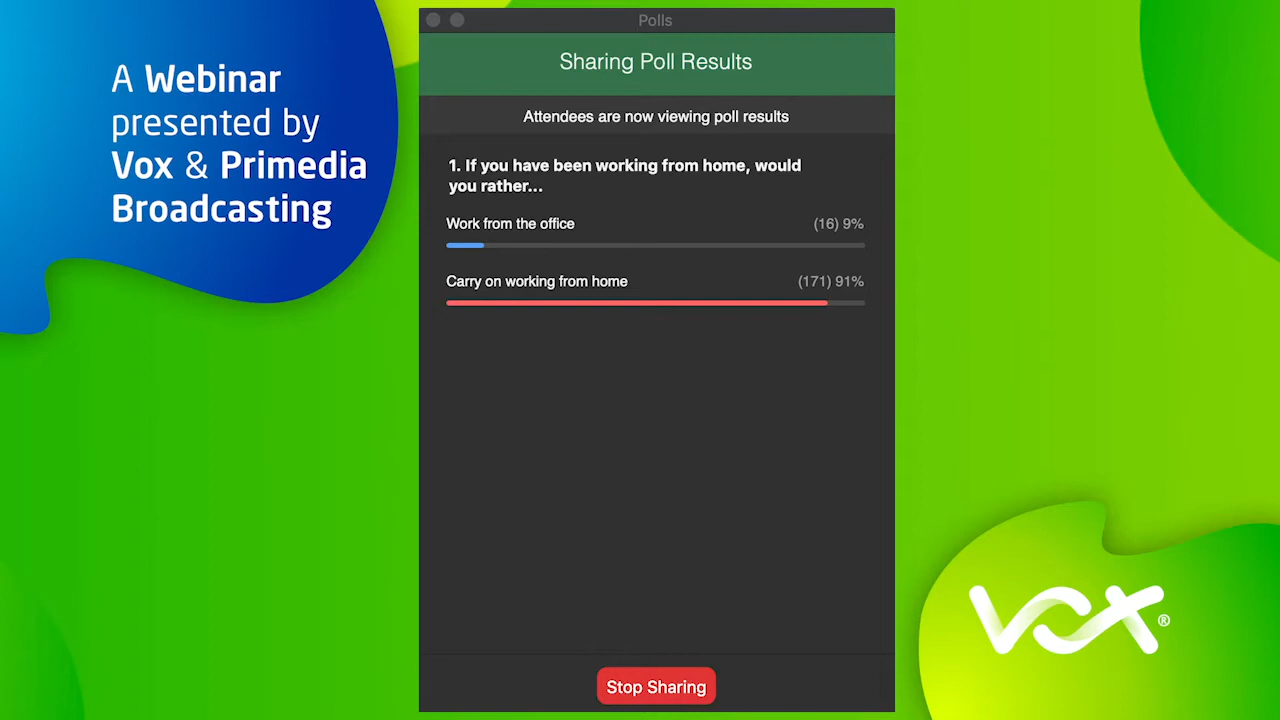 A Webinar
presented by
Vox & Primedia
Broadcasting
Polls
Sharing Poll Results
Attendees are now viewing poll results
1. If you have been working from home, would
you rather...
Work from the office (16) 9%
Carry on working from home (171) 91%
Stop Sharing
VOX®